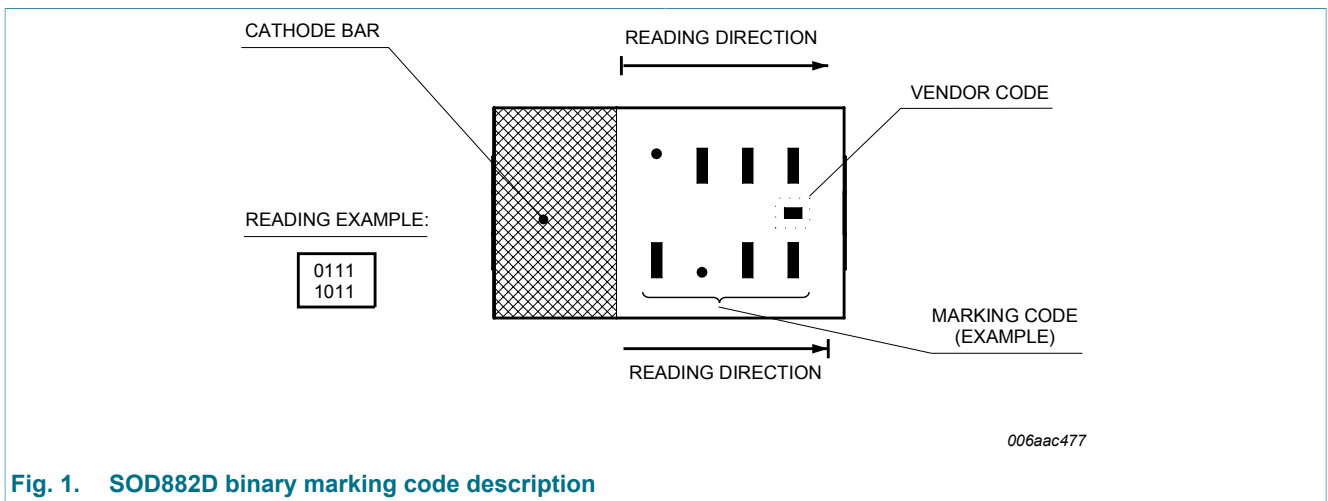 CATHODE BAR
READING DIRECTION
VENDOR CODE
READING EXAMPLE:
0111
1011
MARKING CODE
(EXAMPLE)
READING DIRECTION
006aac477
Fig. 1. SOD882D binary marking code description